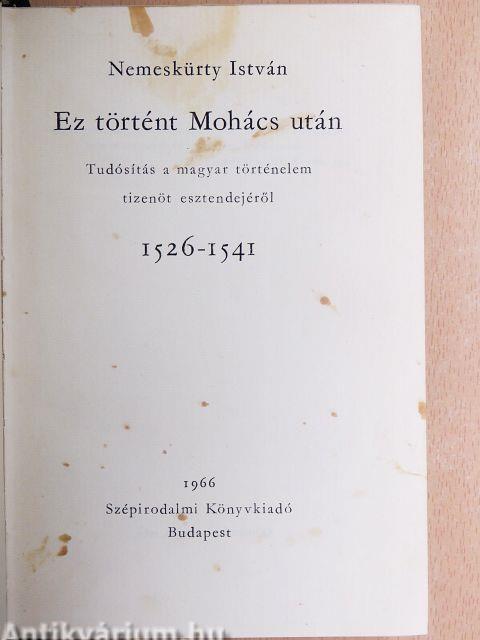 Nemeskürty István
Ez történt Mohács után
Tudósítás a magyar történelem
tizenöt esztendejéről
1526-1541
1966
Szépirodalmi Könyvkiadó
Budapest
Antikvárium.hu